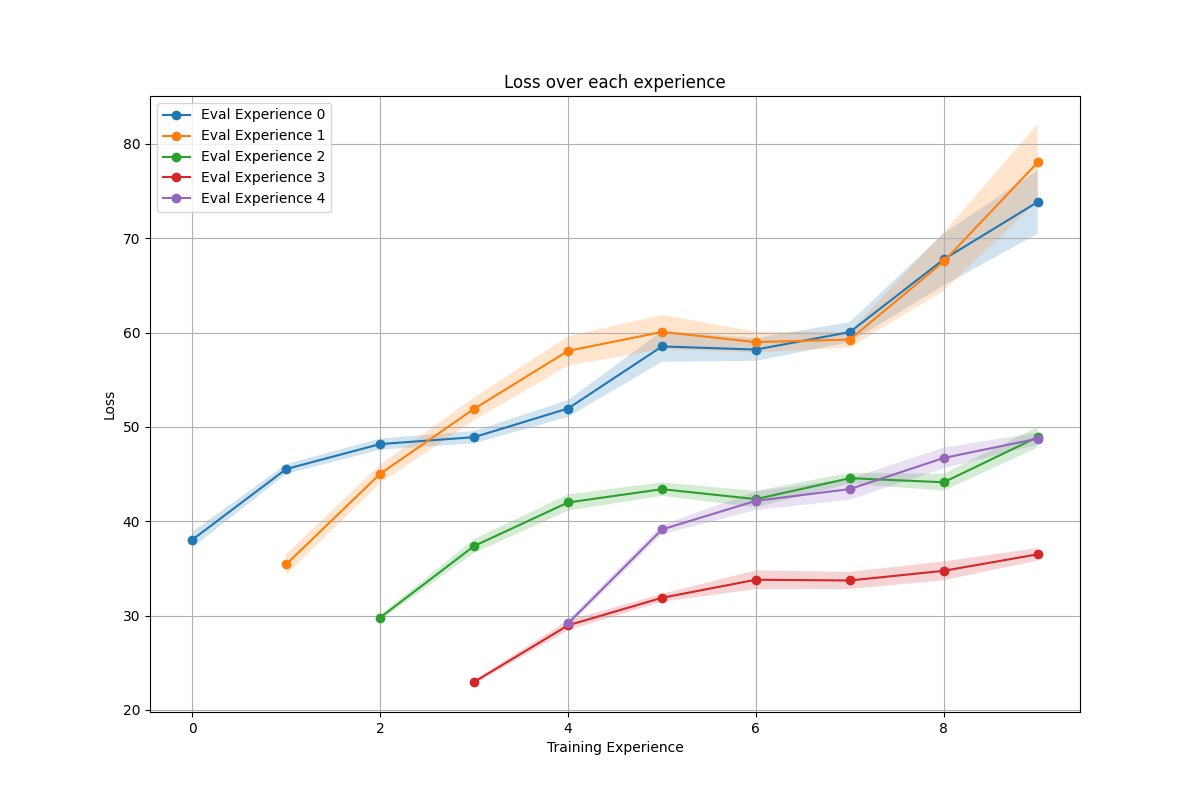 Loss over each experience
Eval Experience 0
Eval Experience 1
Eval Experience 2
Eval Experience 3
Eval Experience 4
80
70
60
50
40
30
20
Loss
0 2 4 6 8
Training Experience